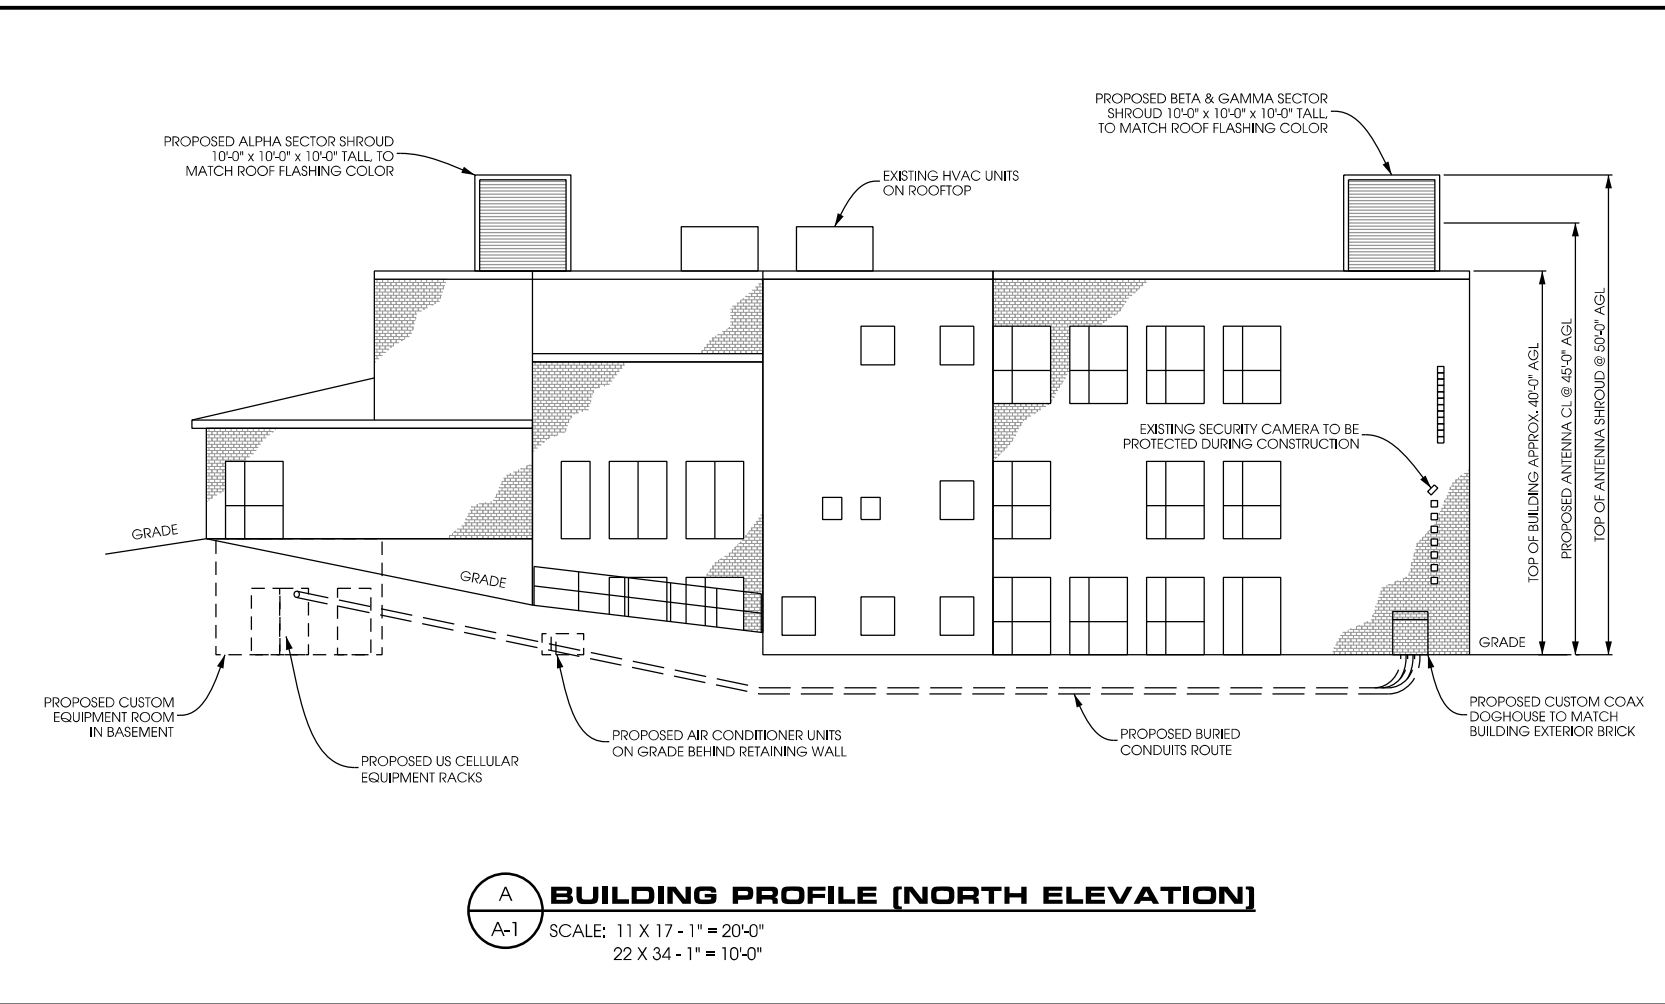 PROPOSED BETA & GAMMA SECTOR
SHROUD 10'-0" x 10'-0" x 10'-0" TALL,
TO MATCH ROOF FLASHING COLOR
PROPOSED ALPHA SECTOR SHROUD
10'-0" x 10'-0" x 10'-0" TALL, TO
MATCH ROOF FLASHING COLOR
EXISTING HVAC UNITS
ON ROOFTOP
EXISTING SECURITY CAMERA TO BE
PROTECTED DURING CONSTRUCTION
TOP OF BUILDING APPROX. 40'-0" AGL
PROPOSED ANTENNA CL @ 45'-0" AGL
TOP OF ANTENNA SHROUD @ 50'-0" AGL
GRADE
GRADE
GRADE
PROPOSED CUSTOM
EQUIPMENT ROOM
IN BASEMENT
PROPOSED US CELLULAR
EQUIPMENT RACKS
PROPOSED AIR CONDITIONER UNITS
ON GRADE BEHIND RETAINING WALL
PROPOSED BURIED
CONDUITS ROUTE
PROPOSED CUSTOM COAX
DOGHOUSE TO MATCH
BUILDING EXTERIOR BRICK
A
A-1
BUILDING PROFILE (NORTH ELEVATION)
SCALE: 11 X 17 - 1" = 20'-0"
22 X 34 - 1" = 10'-0"